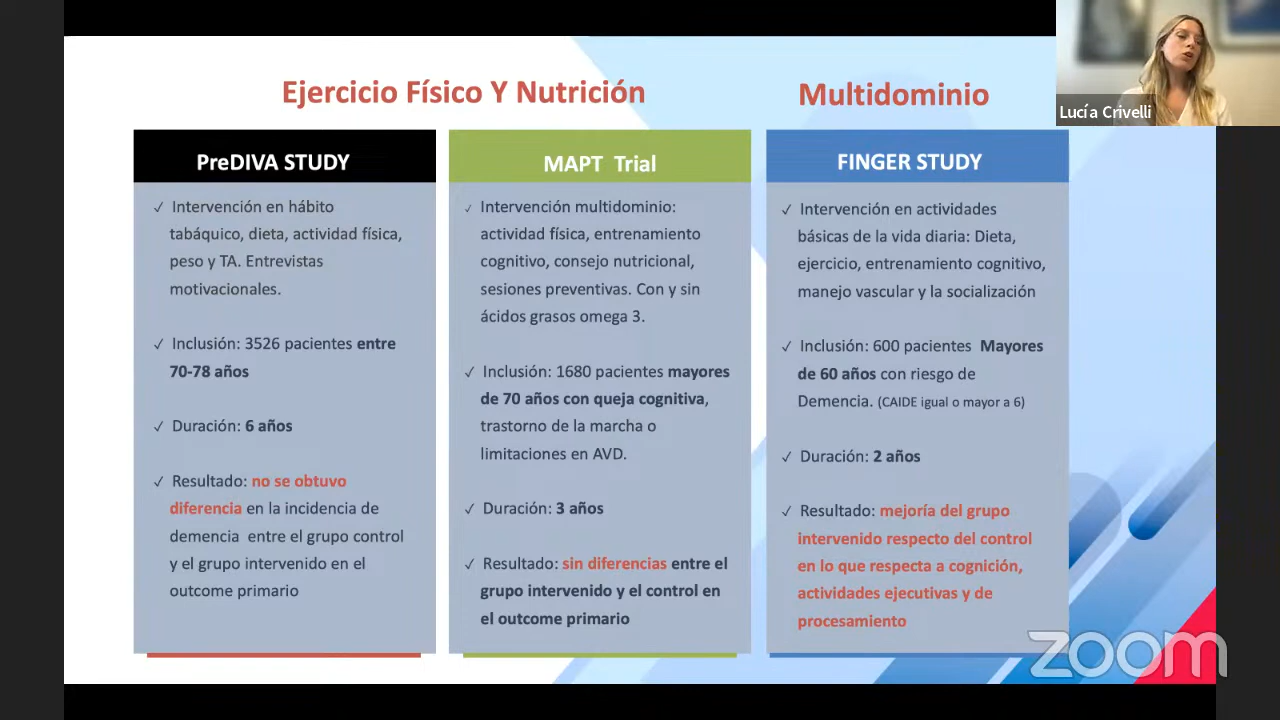 Ejercicio Físico Y Nutrición
Multidominio
Lucía Crivelli
PreDIVA STUDY
✓ Intervención en hábito
tabáquico, dieta, actividad física,
peso y TA. Entrevistas
motivacionales.
✓ Inclusión: 3526 pacientes entre
70-78 años
✓ Duración: 6 años
✓ Resultado: no se obtuvo
diferencia en la incidencia de
demencia entre el grupo control
y el grupo intervenido en el
outcome primario
MAPT Trial
✓ Intervención multidominio:
actividad física, entrenamiento
cognitivo, consejo nutricional,
sesiones preventivas. Con y sin
ácidos grasos omega 3.
✓ Inclusión: 1680 pacientes mayores
de 70 años con queja cognitiva,
trastorno de la marcha o
limitaciones en AVD.
✓ Duración: 3 años
✓ Resultado: sin diferencias entre el
grupo intervenido y el control en
el outcome primario
FINGER STUDY
✓ Intervención en actividades
básicas de la vida diaria: Dieta,
ejercicio, entrenamiento cognitivo,
manejo vascular y la socialización
✓ Inclusión: 600 pacientes Mayores
de 60 años con riesgo de
Demencia. (CAIDE igual o mayor a 6)
✓ Duración: 2 años
✓ Resultado: mejoría del grupo
intervenido respecto del control
en lo que respecta a cognición,
actividades ejecutivas y de
procesamiento
zoom